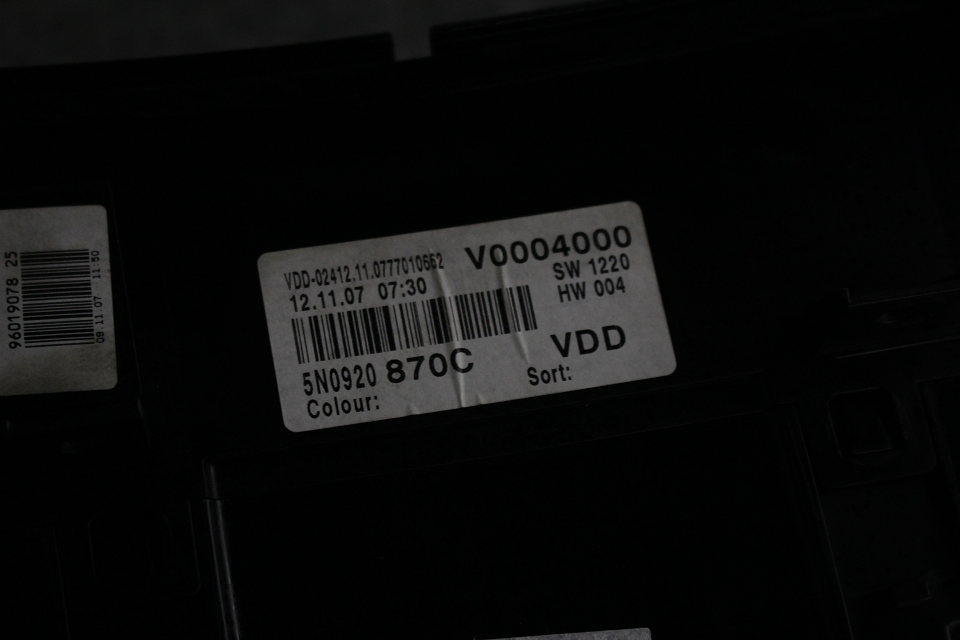 96019078 25
09.11.07 11:50
VDD-02412.11.0777010662
V0004000
12.11.07 07:30
SW 1220
HW 004
5N0920 870C
VDD
Colour:
Sort: